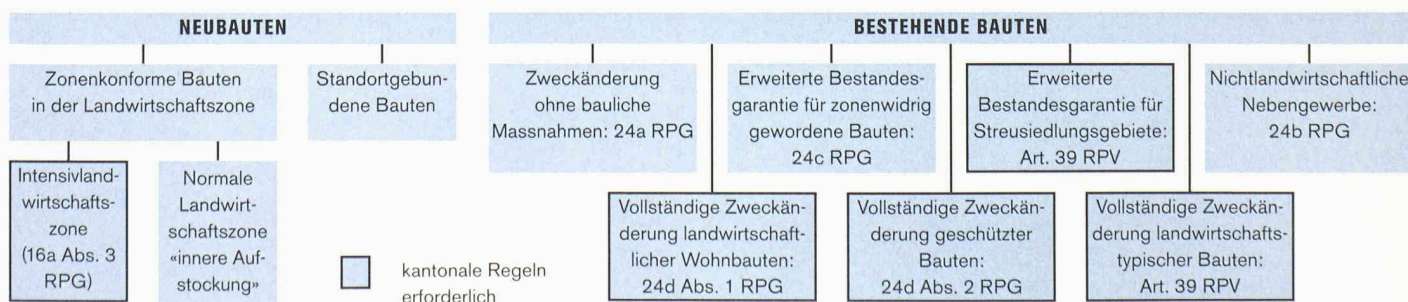 NEUBAUTEN
Zonenkonforme Bauten
in der Landwirtschaftszone
Standortgebun-
dene Bauten
Intensivland-
wirtschafts-
zone
(16a Abs. 3
RPG)
Normale
Landwirt-
schaftszone
«innere Auf-
stockung»
kantonale Regeln
erforderlich
BESTEHENDE BAUTEN
Zweckänderung
ohne bauliche
Massnahmen: 24a RPG
Erweiterte Bestandes-
garantie für zonenwidrig
gewordene Bauten:
24c RPG
Erweiterte
Bestandesgarantie für
Streusiedlungsgebiete:
Art. 39 RPV
Nichtlandwirtschaftliche
Nebengewerbe:
24b RPG
Vollständige Zweckän-
derung landwirtschaft-
licher Wohnbauten:
24d Abs. 1 RPG
Vollständige Zweckän-
derung geschützter
Bauten:
24d Abs. 2 RPG
Vollständige Zweckän-
derung landwirtschafts-
typischer Bauten:
Art. 39 RPV